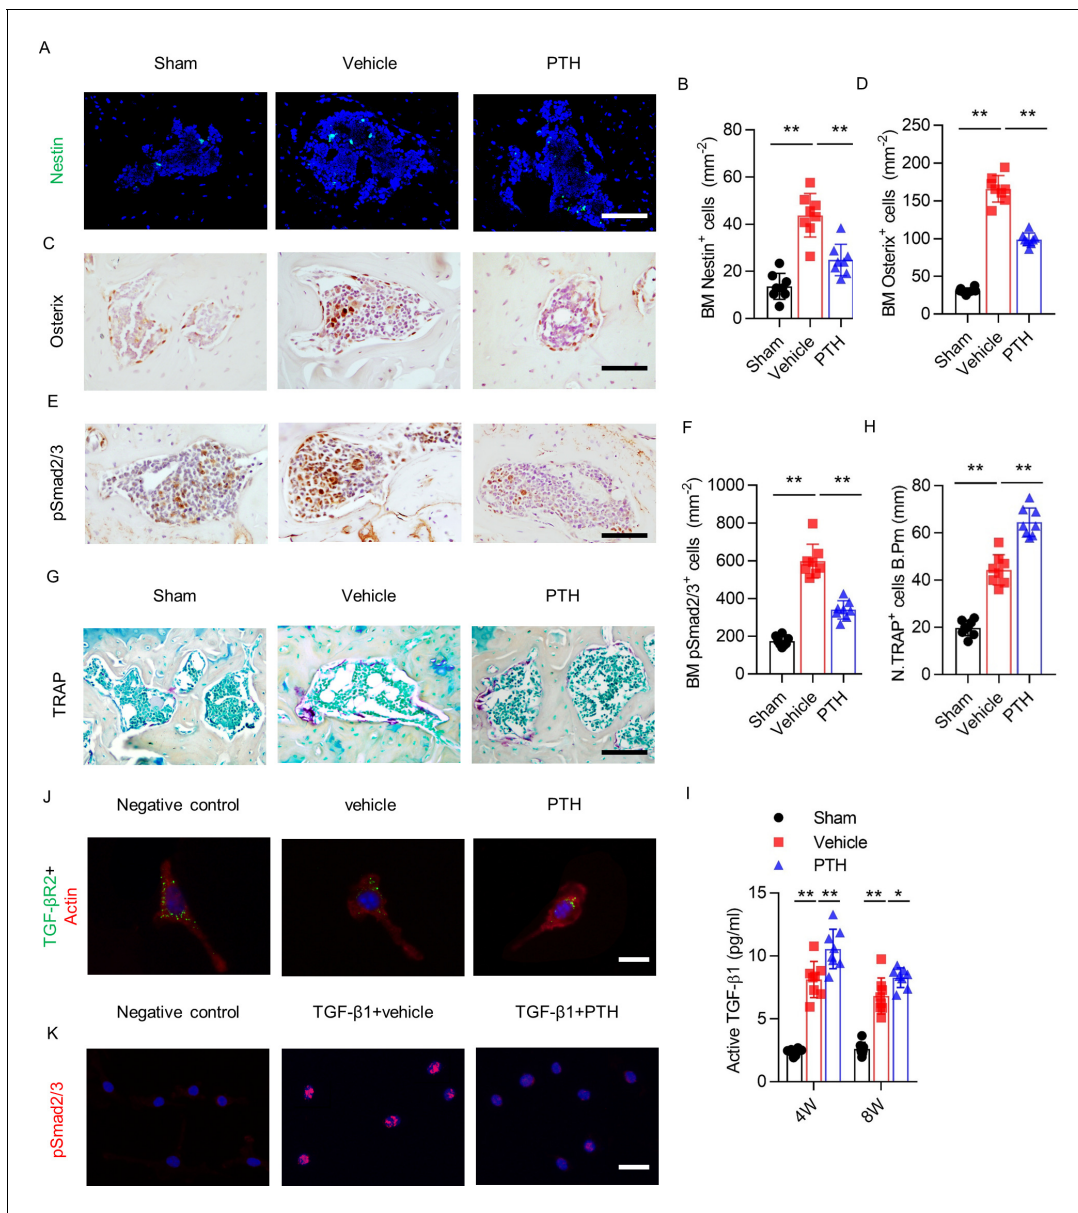 A
Sham
Vehicle
PTH
Nestin
B
BM Nestin+ cells (mm-2)
80
60
40
20
0
** **
Sham
Vehicle
PTH
D
BM Osterix+ cells (mm-2)
250
200
150
100
50
0
** **
Sham
Vehicle
PTH
C
Osterix
E
pSmad2/3
F
BM pSmad2/3+ cells (mm-2)
1000
800
600
400
200
0
** **
Sham
Vehicle
PTH
H
N.TRAP+ cells B.Pm (mm)
80
60
40
20
0
** **
Sham
Vehicle
PTH
G
Sham
Vehicle
PTH
TRAP
J
Negative control
vehicle
PTH
TGF-βR2+
Actin
I
Sham
Vehicle
PTH
Active TGF-β1 (pg/ml)
15
10
5
0
** ** ** *
4W
8W
K
Negative control
TGF-β1+vehicle
TGF-β1+PTH
pSmad2/3